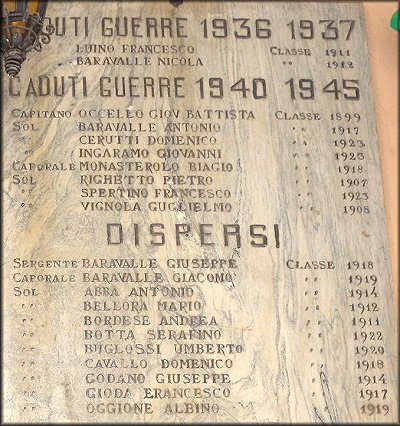 CADUTI GUERRE 1936 1937
LUINO FRANCESCO CLASSE 1911
BARAVALLE NICOLA " 1912
CADUTI GUERRE 1940 1945
CAPITANO OCCELLO GIOV BATTISTA CLASSE 1899
SOL BARAVALLE ANTONIO " 1917
" CERUTTI DOMENICO " 1923
" INGARAMO GIOVANNI " 1923
CAPORALE MONASTEROLO BIAGIO " 1918
SOL RIGHETTO PIETRO " 1907
" SPERTINO FRANCESCO " 1923
" VIGNOLA GUGLIELMO " 1908
DISPERSI
SERGENTE BARAVALLE GIUSEPPE CLASSE 1918
CAPORALE BARAVALLE GIACOMO " 1919
SOL ABBA ANTONIO " 1914
" BELLORA MARIO " 1912
" BORDESE ANDREA " 1911
" BOTTA SERAFINO " 1922
" BUGLOSSI UMBERTO " 1920
" CAVALLO DOMENICO " 1918
" GODANO GIUSEPPE " 1914
" GIODA FRANCESCO " 1917
" OGGIONE ALBINO " 1919